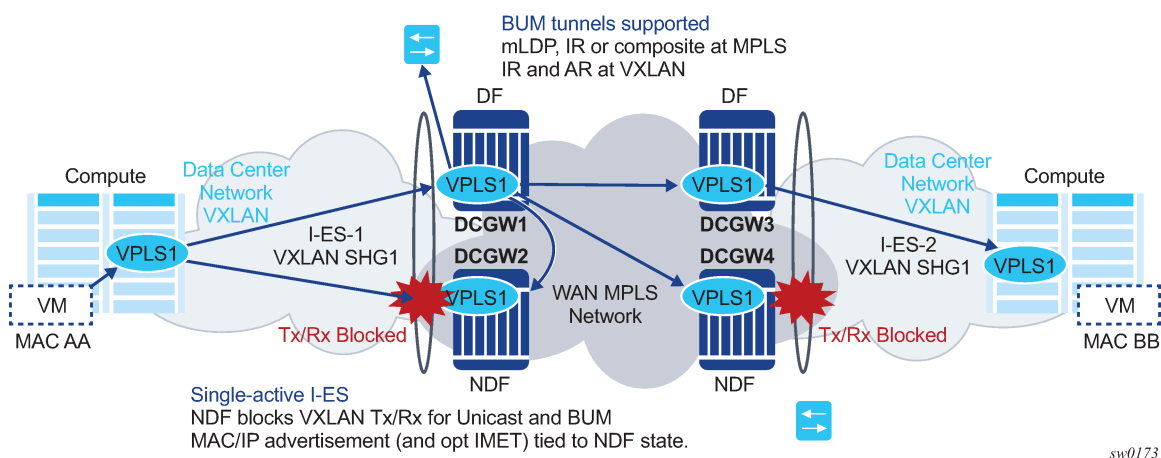 BUM tunnels supported
mLDP, IR or composite at MPLS
IR and AR at VXLAN
DF
DF
Compute
Data Center
Network
VXLAN
VPLS1
VPLS1
Data Center
Network
VXLAN
Compute
DCGW1
DCGW3
VPLS1
I-ES-1
VXLAN SHG1
DCGW2
DCGW4
I-ES-2
VXLAN SHG1
VPLS1
VM
MAC AA
VPLS1
WAN MPLS
Network
VPLS1
VM
MAC BB
Tx/Rx Blocked
Tx/Rx Blocked
NDF
NDF
Single-active I-ES
NDF blocks VXLAN Tx/Rx for Unicast and BUM
MAC/IP advertisement (and opt IMET) tied to NDF state.
sw0173